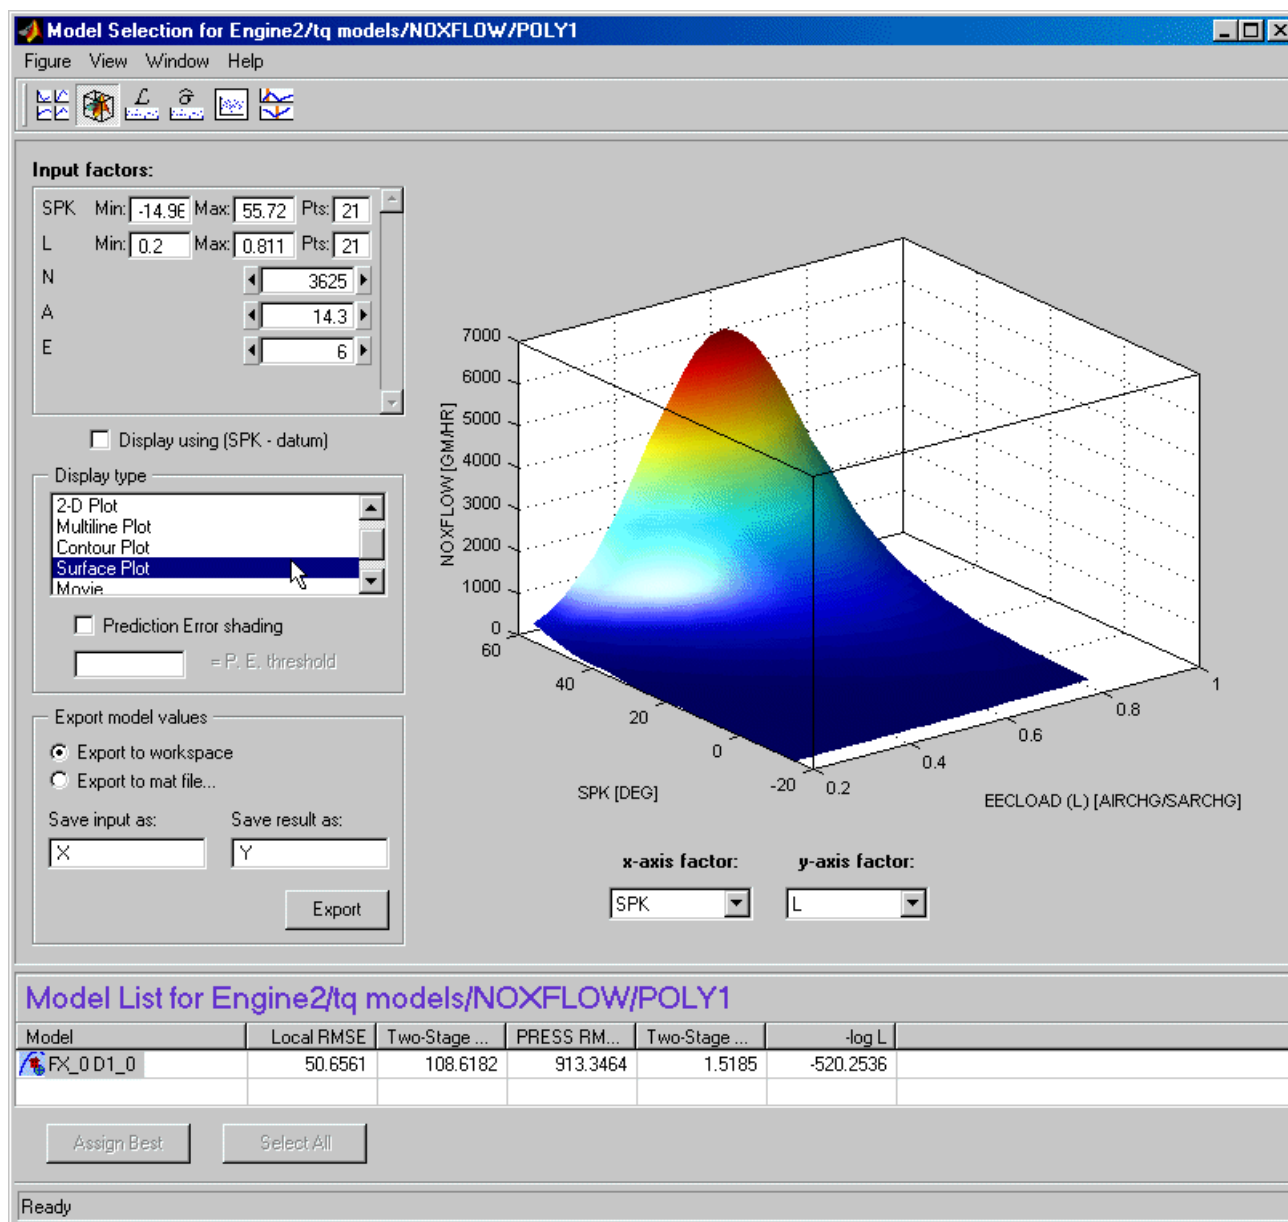 Model Selection for Engine2/tq models/NOXFLOW/POLY1
Figure View Window Help
Input factors:
SPK Min: -14.96 Max: 55.72 Pts: 21
L Min: 0.2 Max: 0.811 Pts: 21
N 3625
A 14.3
E 6
Display using (SPK - datum)
Display type
2-D Plot
Multiline Plot
Contour Plot
Surface Plot
Movie
Prediction Error shading
= P. E. threshold
Export model values
Export to workspace
Export to mat file...
Save input as: Save result as:
X Y
Export
NOXFLOW [GM/HR]
7000
6000
5000
4000
3000
2000
1000
0
60
40
20
0
-20
SPK [DEG]
0.2
0.4
0.6
0.8
1
EECLOAD (L) [AIRCHG/SARCHG]
x-axis factor: y-axis factor:
SPK L
Model List for Engine2/tq models/NOXFLOW/POLY1
Model Local RMSE Two-Stage ... PRESS RM... Two-Stage ... -log L
FX_0 D1_0 50.6561 108.6182 913.3464 1.5185 -520.2536
Assign Best Select All
Ready